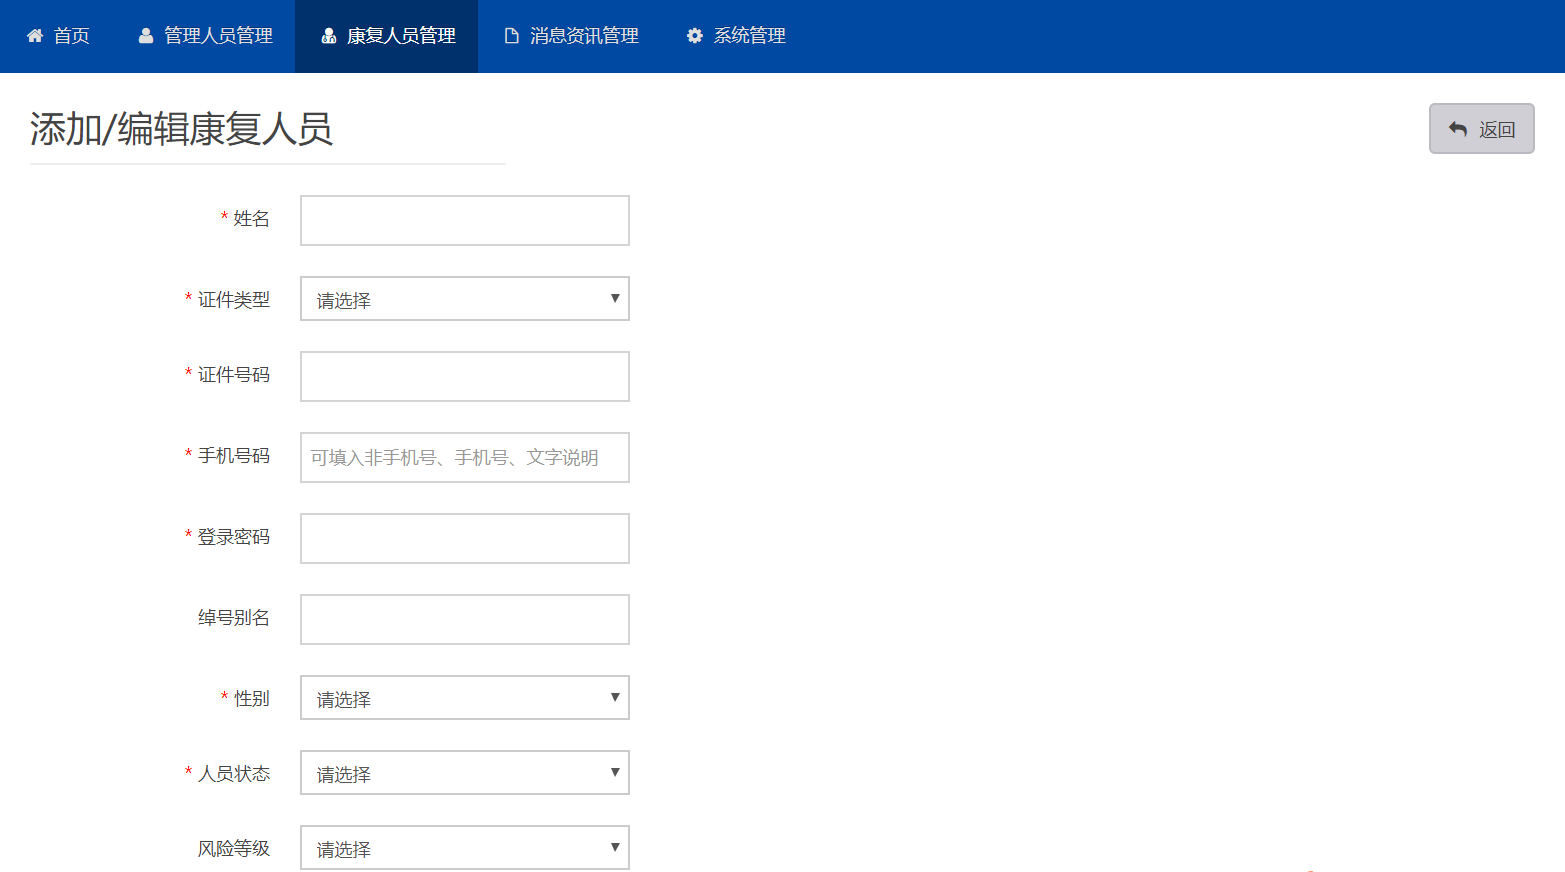 首页 管理人员管理 康复人员管理 消息资讯管理 系统管理
添加/编辑康复人员 返回
* 姓名
* 证件类型 请选择
* 证件号码
* 手机号码 可填入非手机号、手机号、文字说明
* 登录密码
绰号别名
* 性别 请选择
* 人员状态 请选择
风险等级 请选择